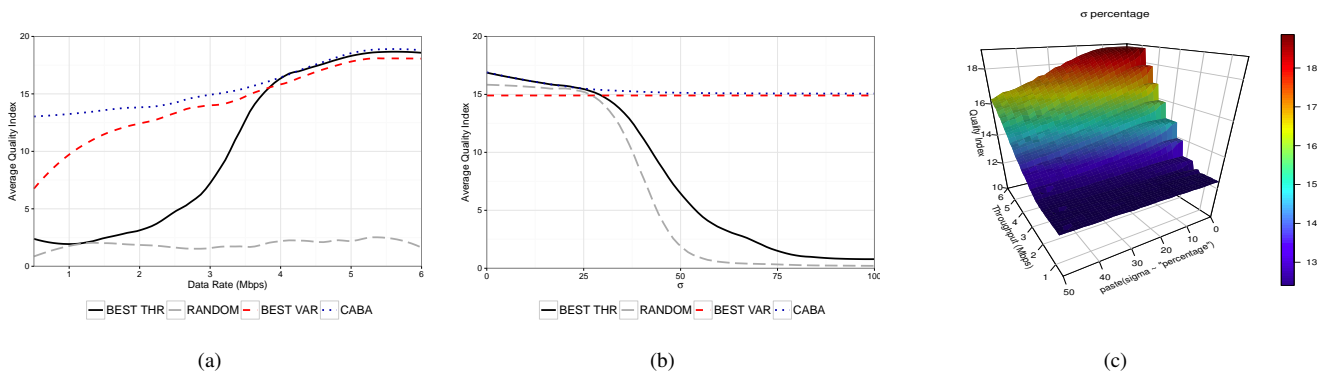 20
15
10
5
0
Average Quality Index
1
2
3
4
5
6
Data Rate (Mbps)
BEST THR
RANDOM
BEST VAR
CABA
(a)
20
15
10
5
0
Average Quality Index
0
25
50
75
100
σ
BEST THR
RANDOM
BEST VAR
CABA
(b)
σ percentage
18
16
14
12
10
Quality Index
6
5
4
3
2
1
Throughput (Mbps)
50
40
30
20
10
0
paste(sigma ~ "percentage")
18
17
16
15
14
13
(c)